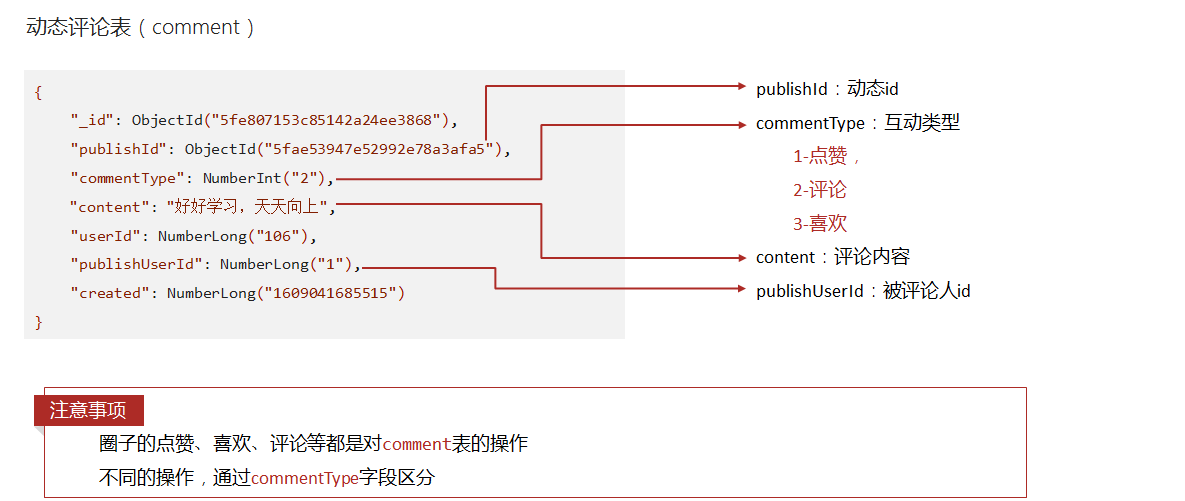 动态评论表（comment）
{
"_id": ObjectId("5fe807153c85142a24ee3868"),
"publishId": ObjectId("5fae53947e52992e78a3afa5"),
"commentType": NumberInt("2"),
"content": "好好学习，天天向上",
"userId": NumberLong("106"),
"publishUserId": NumberLong("1"),
"created": NumberLong("1609041685515")
}
publishId：动态id
commentType：互动类型
1-点赞，
2-评论
3-喜欢
content：评论内容
publishUserId：被评论人id
注意事项
圈子的点赞、喜欢、评论等都是对comment表的操作
不同的操作，通过commentType字段区分